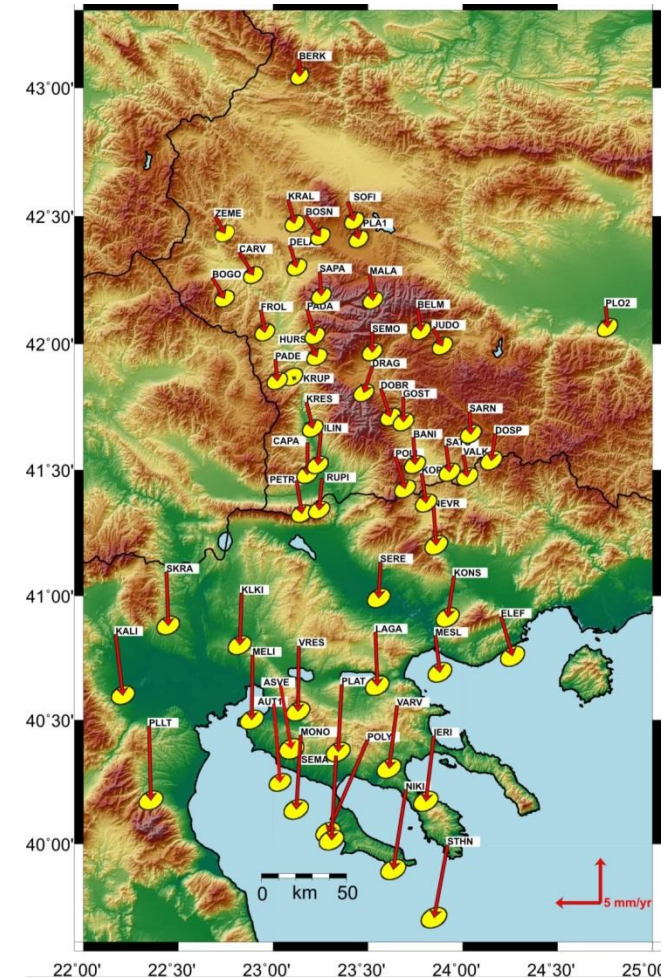 BERK
43°00'
KRAL
SOFI
42°30'
ZEME
BOSN
PLA1
DELA
CARV
SAPA
MALA
BOGO
FROL
PADA
BELM
PLO2
SEMO
JUDO
42°00'
HURS
PADE
DRAG
KRUP
DOBR
GOST
KRES
SARN
CAPA
ILIN
BANI
DOSP
41°30'
VALK
PETR
RUPI
NEVR
41°00'
SKRA
SERE
KONS
KLKI
ELEF
KALI
LAGA
MESL
MELI
VRES
40°30'
ASVE
PLAT
AUT1
VARV
PLLT
MONO
POLY
IERI
SEMA
NIKI
40°00'
STHN
0 50
km
5 mm/yr
22°00' 22°30' 23°00' 23°30' 24°00' 24°30' 25°00'